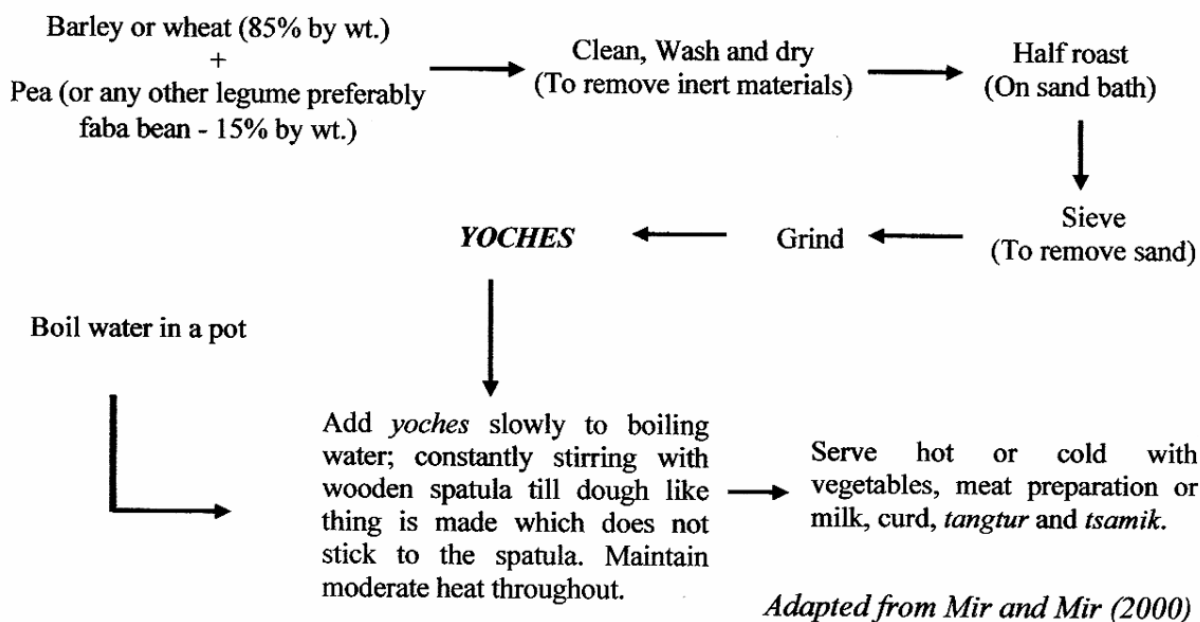 Barley or wheat (85% by wt.)
+
Pea (or any other legume preferably
faba bean - 15% by wt.)
Clean, Wash and dry
(To remove inert materials)
Half roast
(On sand bath)
Sieve
(To remove sand)
Grind
YOCHES
Boil water in a pot
Add yoches slowly to boiling
water; constantly stirring with
wooden spatula till dough like
thing is made which does not
stick to the spatula. Maintain
moderate heat throughout.
Serve hot or cold with
vegetables, meat preparation or
milk, curd, tangtur and tsamik.
Adapted from Mir and Mir (2000)